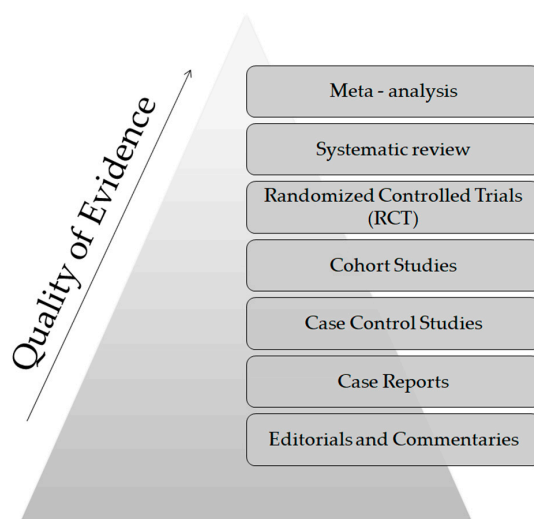 Quality of Evidence
Meta - analysis
Systematic review
Randomized Controlled Trials
(RCT)
Cohort Studies
Case Control Studies
Case Reports
Editorials and Commentaries